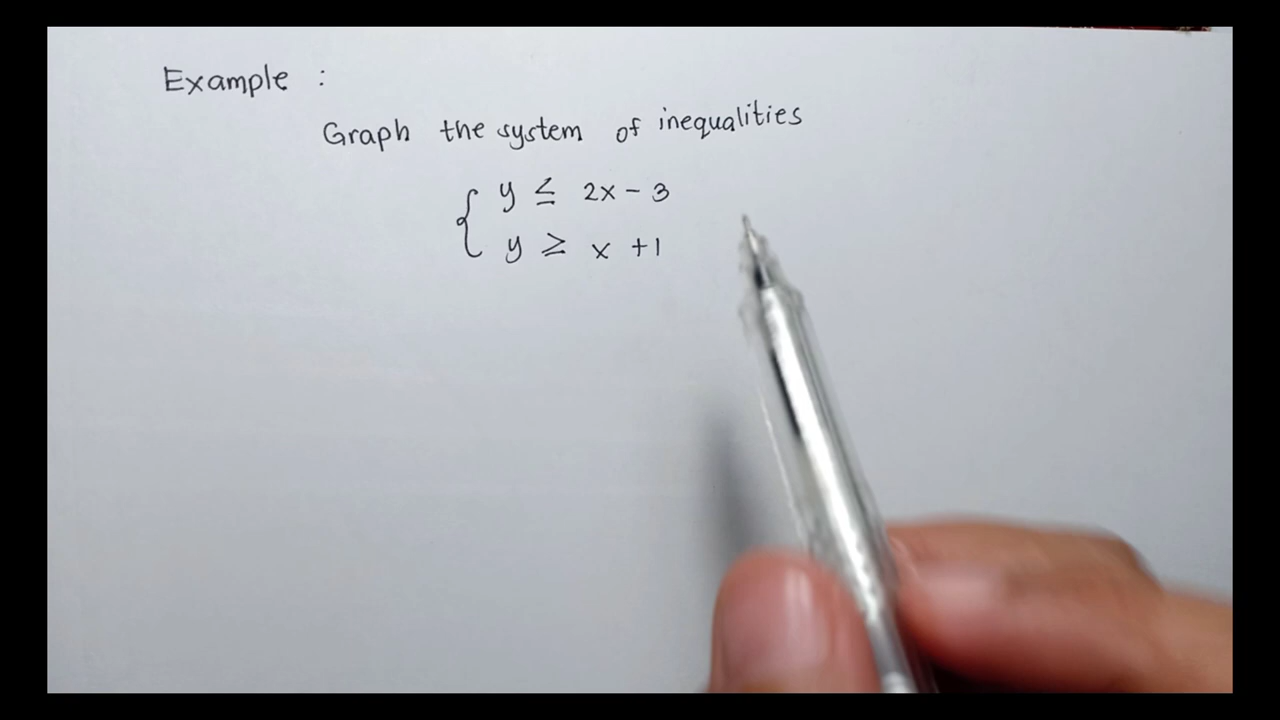 Example :
Graph the system of inequalities
{ y ≤ 2x - 3
y ≥ x + 1